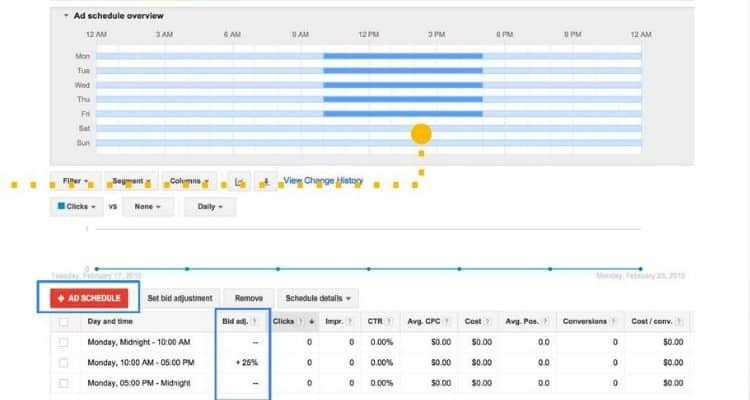 Ad schedule overview
12 AM 3 AM 6 AM 9 AM 12 PM 3 PM 6 PM 9 PM 12 AM
Mon
Tue
Wed
Thu
Fri
Sat
Sun
Filter Segment Columns View Change History
Clicks vs None Daily
1
0
Tuesday, February 17, 2015 Monday, February 23, 2015
+ AD SCHEDULE Set bid adjustment Remove Schedule details
Day and time Bid adj. ? Clicks ? Impr. ? CTR ? Avg. CPC ? Cost ? Avg. Pos. ? Conversions ? Cost / conv. ?
Monday, Midnight - 10:00 AM -- 0 0 0.00% $0.00 $0.00 0.0 0 $0.00
Monday, 10:00 AM - 05:00 PM + 25% 0 0 0.00% $0.00 $0.00 0.0 0 $0.00
Monday, 05:00 PM - Midnight -- 0 0 0.00% $0.00 $0.00 0.0 0 $0.00